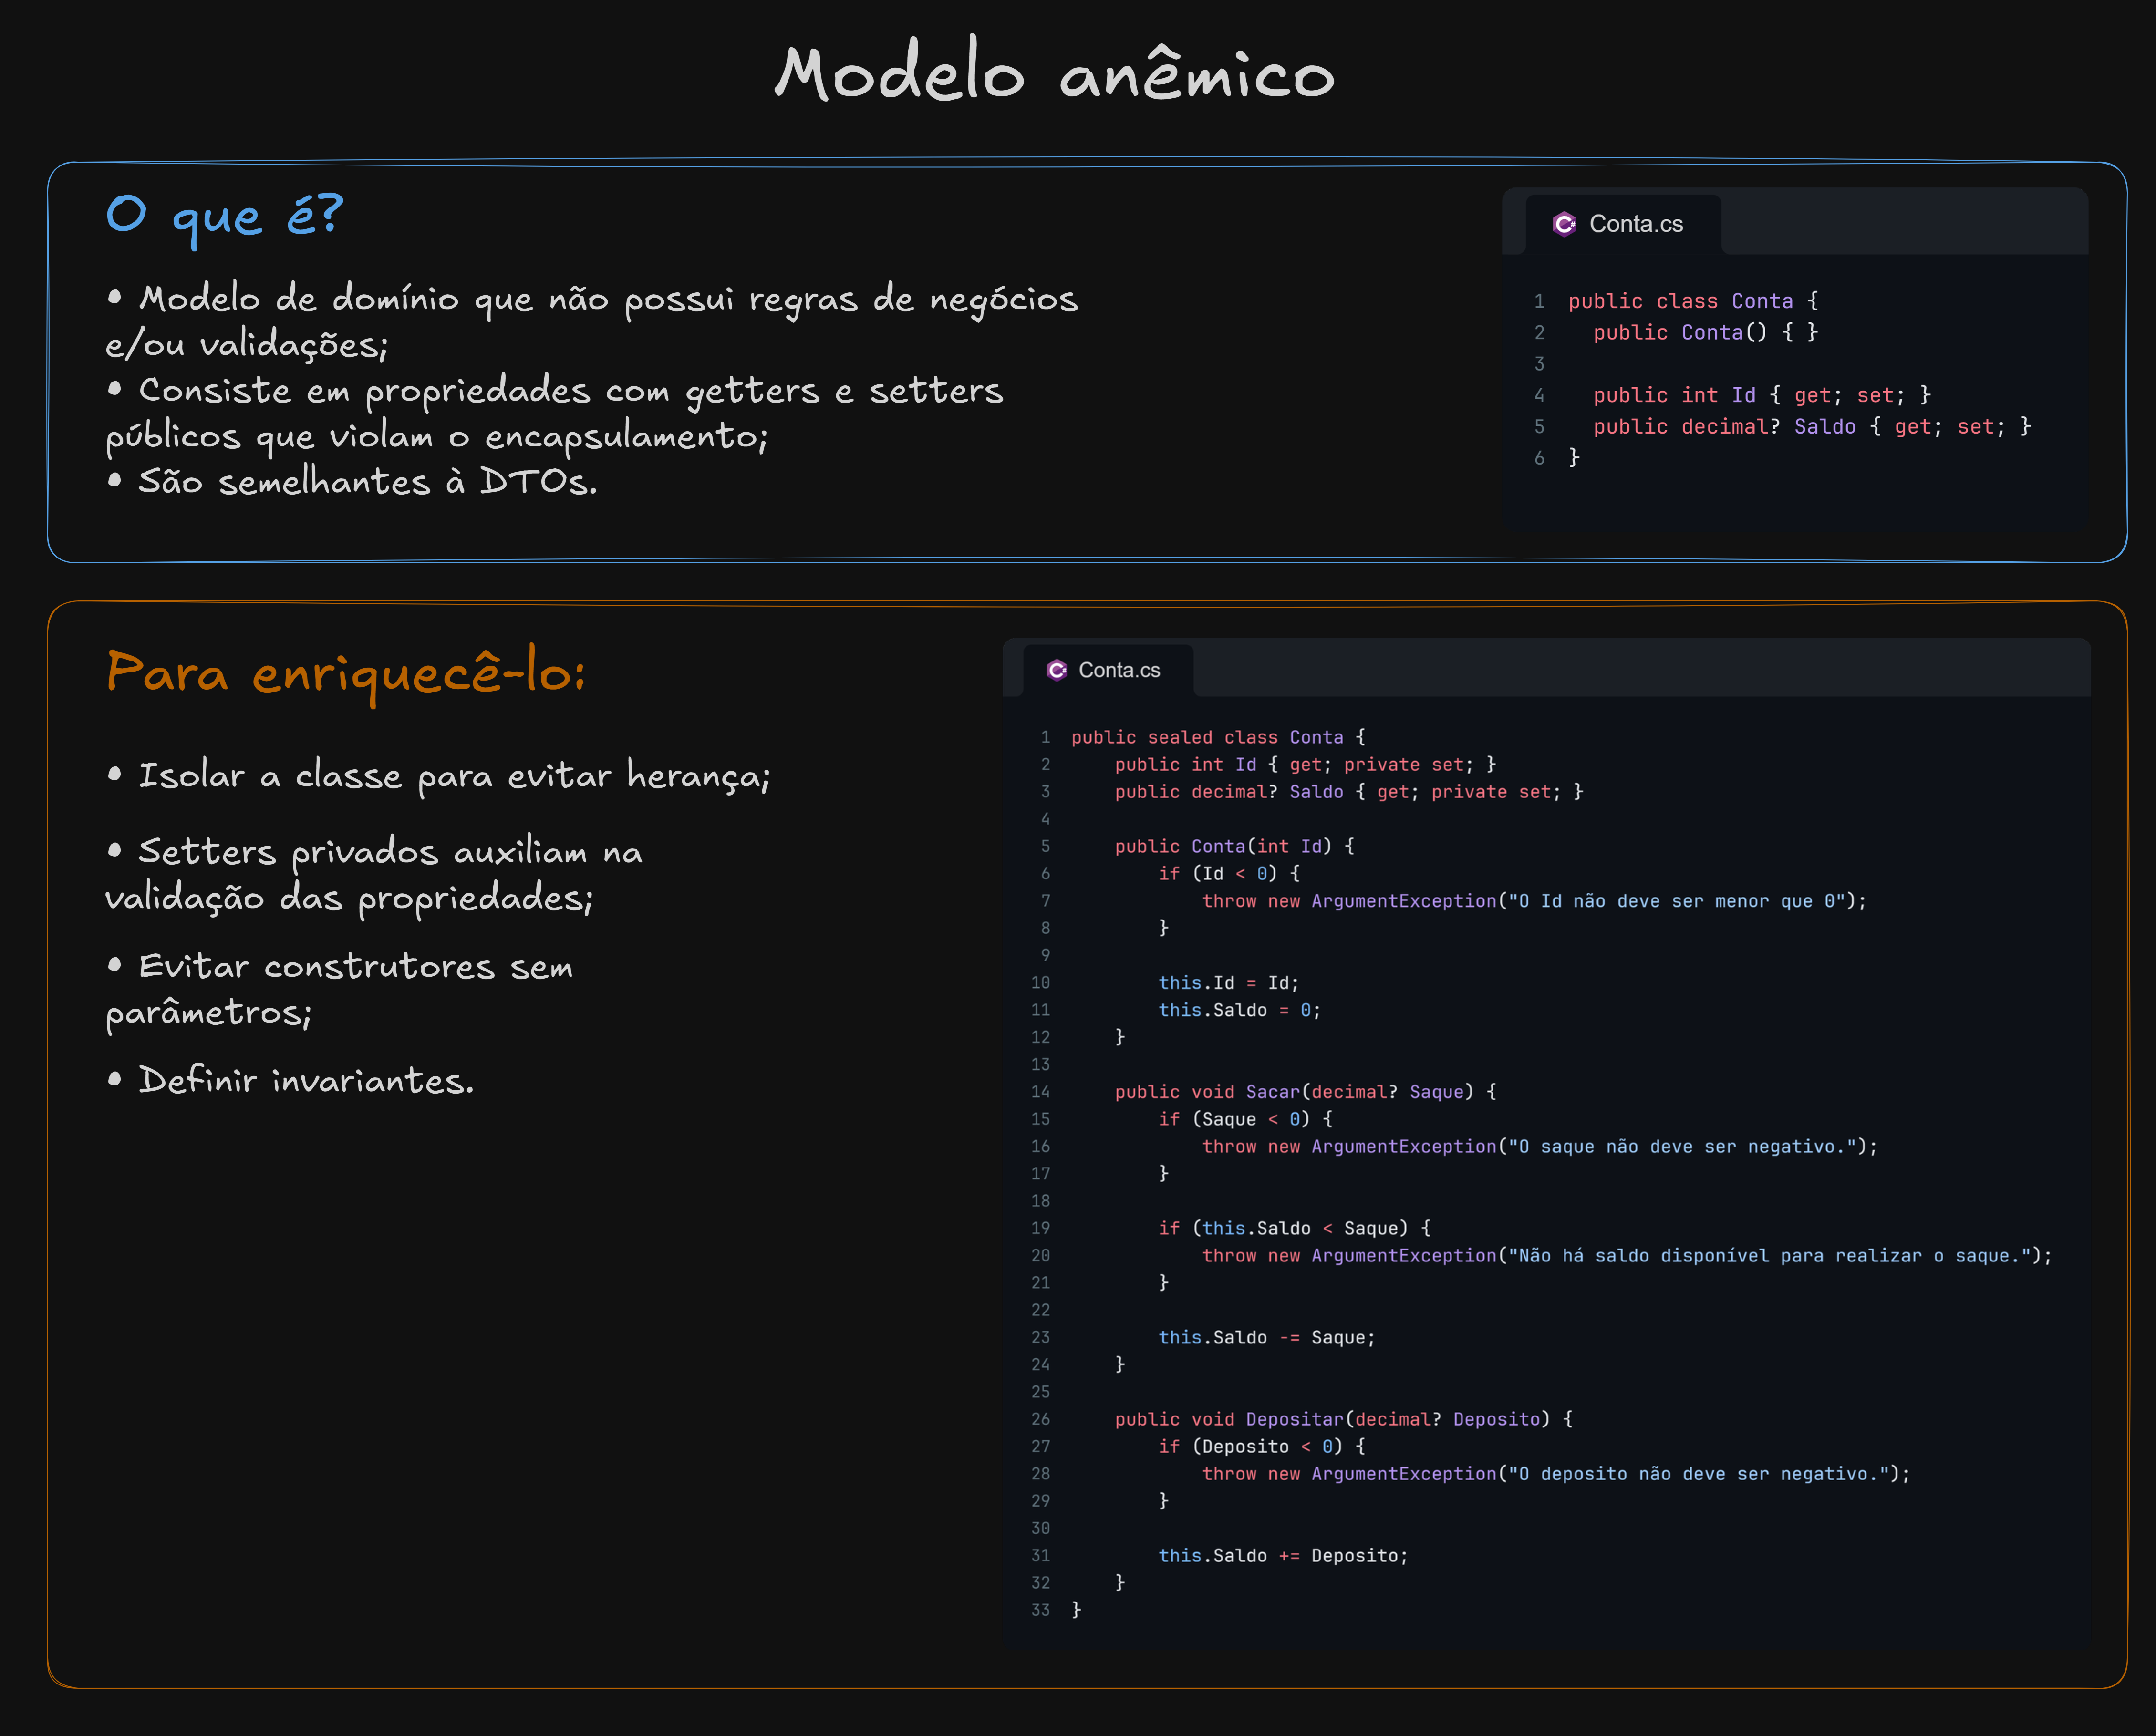 Modelo anêmico
O que é?
• Modelo de domínio que não possui regras de negócios
e/ou validações;
• Consiste em propriedades com getters e setters
públicos que violam o encapsulamento;
• São semelhantes à DTOs.
Conta.cs
1 public class Conta {
2   public Conta() { }
3
4   public int Id { get; set; }
5   public decimal? Saldo { get; set; }
6 }
Para enriquecê-lo:
• Isolar a classe para evitar herança;
• Setters privados auxiliam na
validação das propriedades;
• Evitar construtores sem
parâmetros;
• Definir invariantes.
Conta.cs
1 public sealed class Conta {
2     public int Id { get; private set; }
3     public decimal? Saldo { get; private set; }
4
5     public Conta(int Id) {
6         if (Id < 0) {
7             throw new ArgumentException("O Id não deve ser menor que 0");
8         }
9
10         this.Id = Id;
11         this.Saldo = 0;
12     }
13
14     public void Sacar(decimal? Saque) {
15         if (Saque < 0) {
16             throw new ArgumentException("O saque não deve ser negativo.");
17         }
18
19         if (this.Saldo < Saque) {
20             throw new ArgumentException("Não há saldo disponível para realizar o saque.");
21         }
22
23         this.Saldo -= Saque;
24     }
25
26     public void Depositar(decimal? Deposito) {
27         if (Deposito < 0) {
28             throw new ArgumentException("O deposito não deve ser negativo.");
29         }
30
31         this.Saldo += Deposito;
32     }
33 }